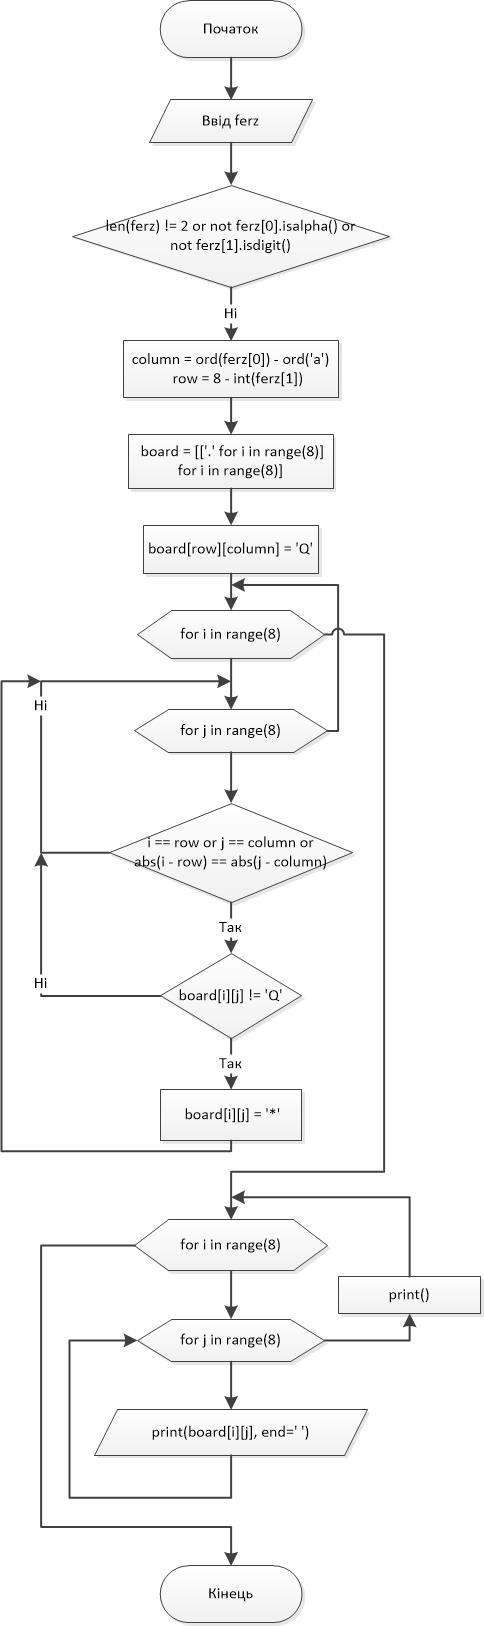 Початок
Ввід ferz
len(ferz) != 2 or not ferz[0].isalpha() or
not ferz[1].isdigit()
Ні
column = ord(ferz[0]) - ord('a')
row = 8 - int(ferz[1])
board = [['.' for i in range(8)]
for i in range(8)]
board[row][column] = 'Q'
for i in range(8)
Ні
for j in range(8)
i == row or j == column or
abs(i - row) == abs(j - column)
Так
Ні
board[i][j] != 'Q'
Так
board[i][j] = '*'
for i in range(8)
print()
for j in range(8)
print(board[i][j], end=' ')
Кінець